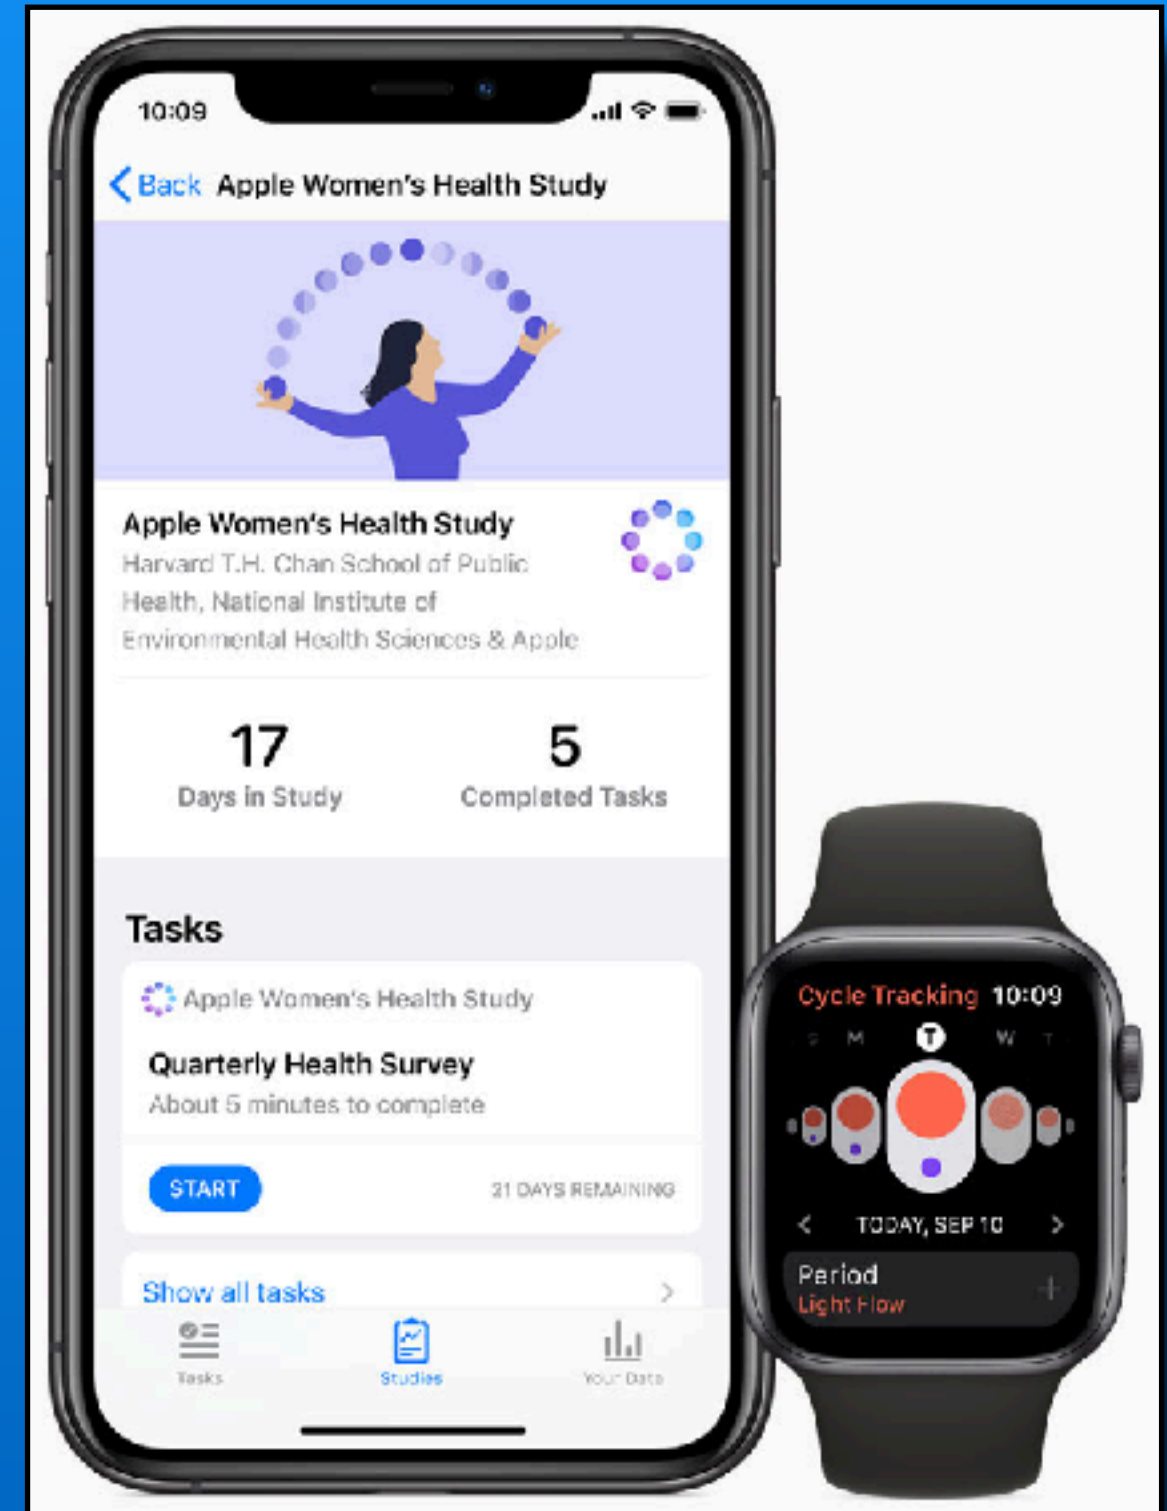 10:09
Back Apple Women's Health Study
Apple Women's Health Study
Harvard T.H. Chan School of Public
Health, National Institute of
Environmental Health Sciences & Apple
17 5
Days in Study Completed Tasks
Tasks
Apple Women's Health Study
Quarterly Health Survey
About 5 minutes to complete
START 21 DAYS REMAINING
Show all tasks
Tasks Studies Your Data
Cycle Tracking 10:09
S M T W T
TODAY, SEP 10
Period
Light Flow